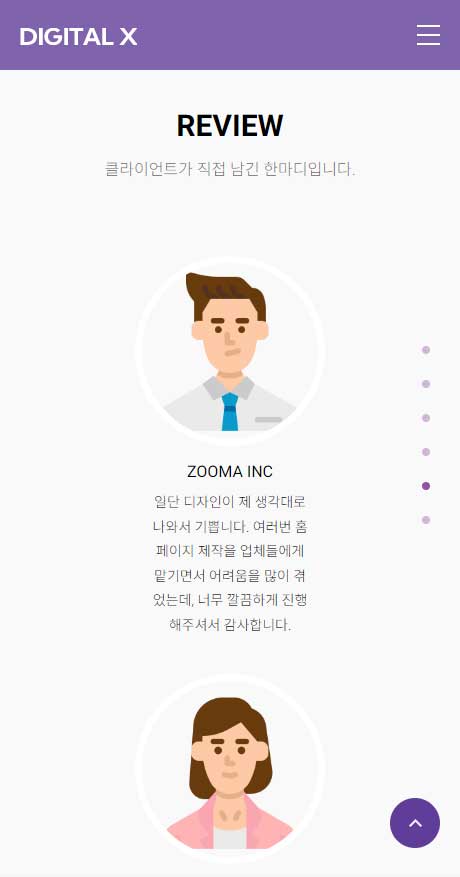 DIGITAL X
REVIEW
클라이언트가 직접 남긴 한마디입니다.
ZOOMA INC
일단 디자인이 제 생각대로
나와서 기쁩니다. 여러번 홈
페이지 제작을 업체들에게
맡기면서 어려움을 많이 겪
었는데, 너무 깔끔하게 진행
해주셔서 감사합니다.